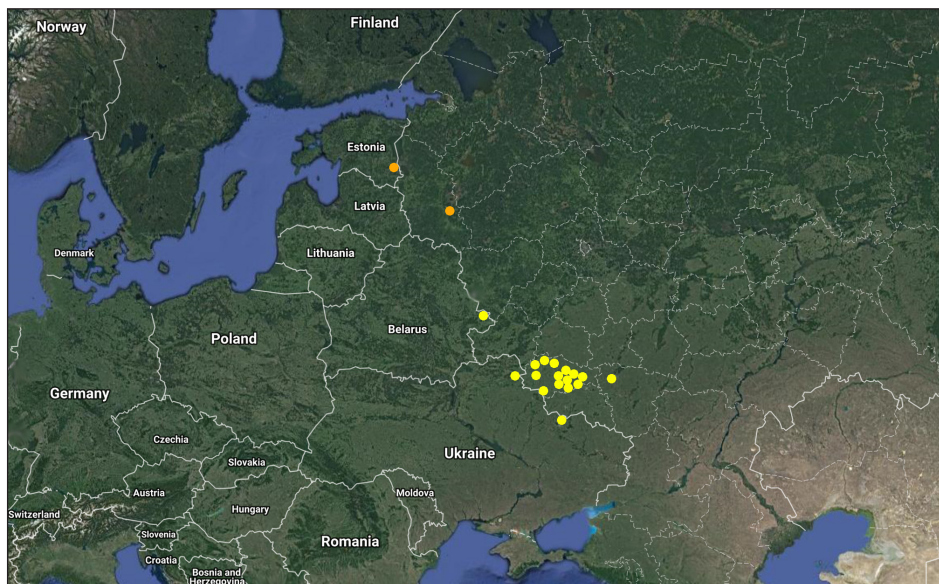 Norway
Finland
Estonia
Latvia
Denmark
Lithuania
Belarus
Poland
Germany
Czechia
Ukraine
Slovakia
Austria
Moldova
Hungary
Switzerland
Slovenia
Romania
Croatia
Bosnia and
Herzegovina